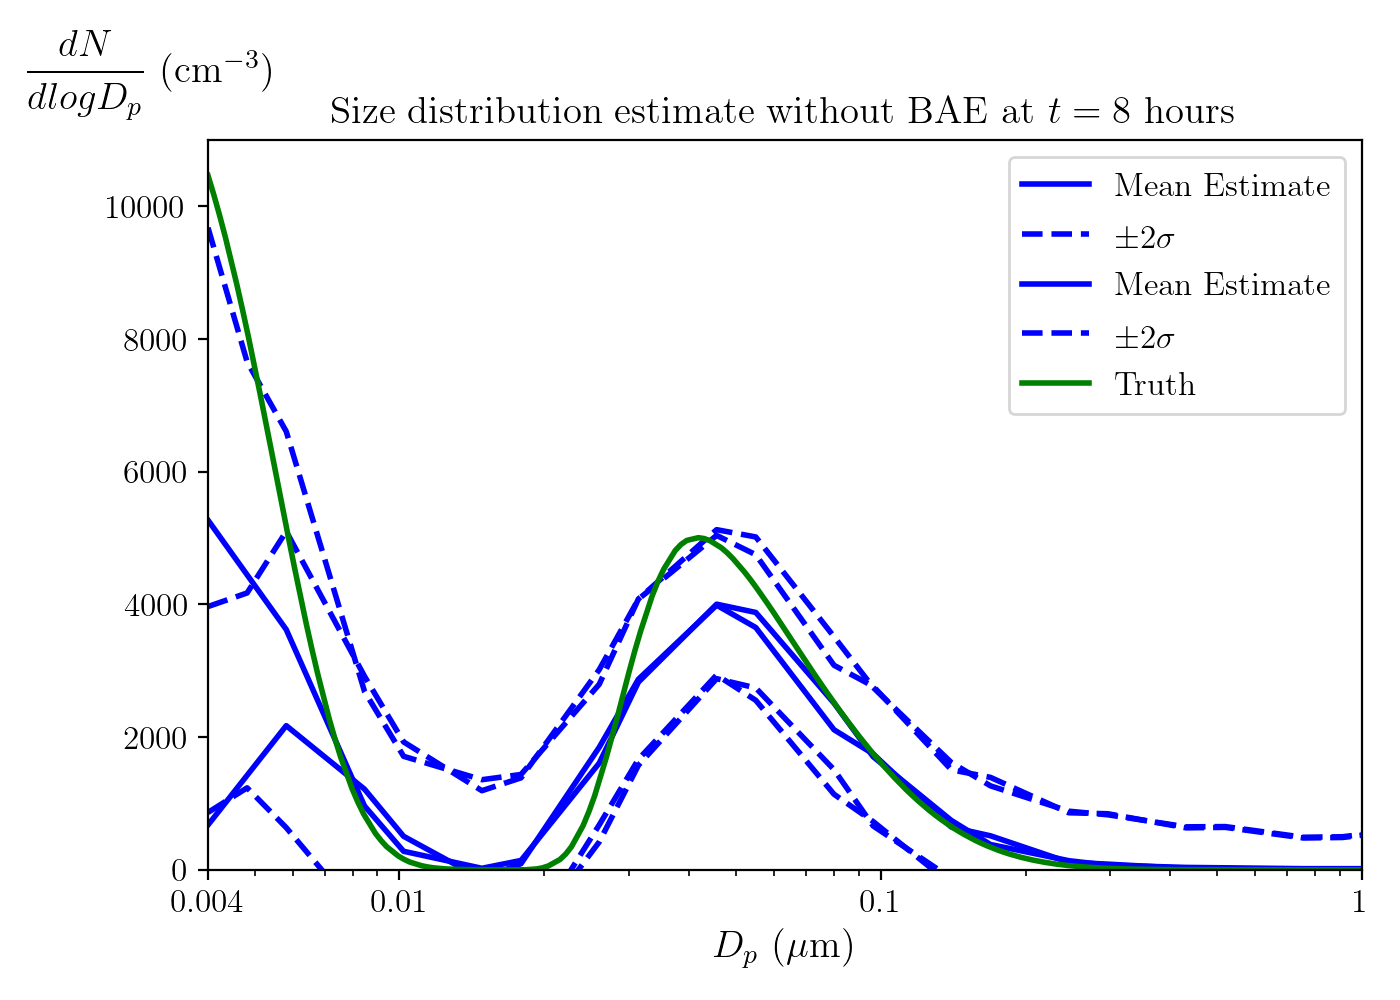 dN
dlogD_p (cm^{-3})
Size distribution estimate without BAE at t = 8 hours
Mean Estimate
±2σ
Mean Estimate
±2σ
Truth
10000
8000
6000
4000
2000
0
0.004 0.01 0.1 1
D_p (μm)